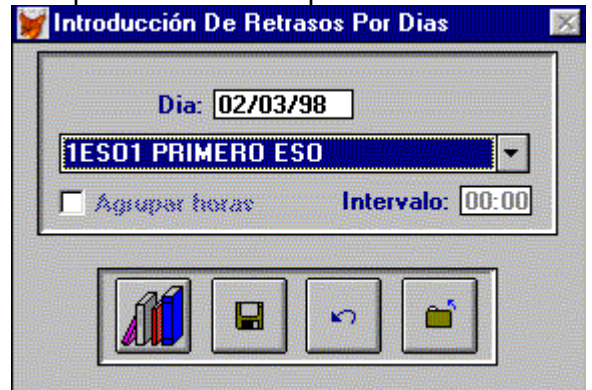 Introducción De Retrasos Por Dias
Dia: 02/03/98
1ESO1 PRIMERO ESO
Agrupar horas Intervalo: 00:00